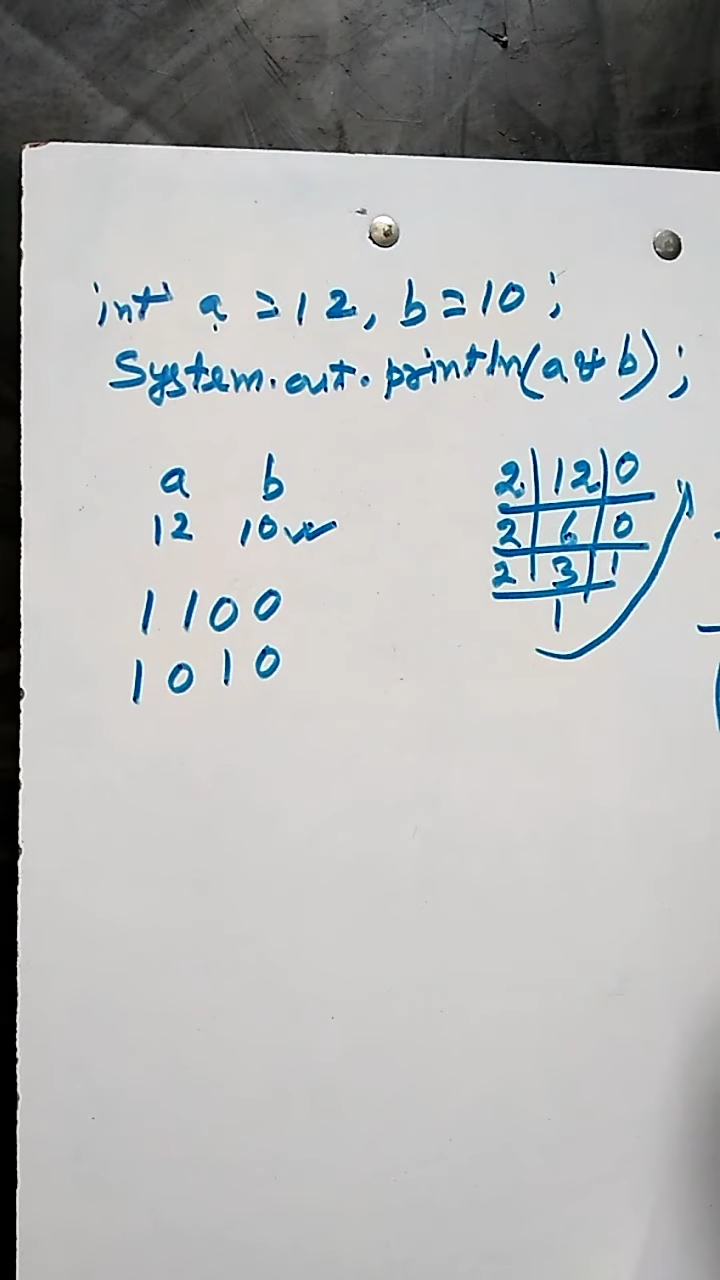 int a = 12, b = 10;
System.out.println(a & b);
a b
12 10
1100
1010
2 | 12 | 0
2 | 6 | 0
2 | 3 | 1
1